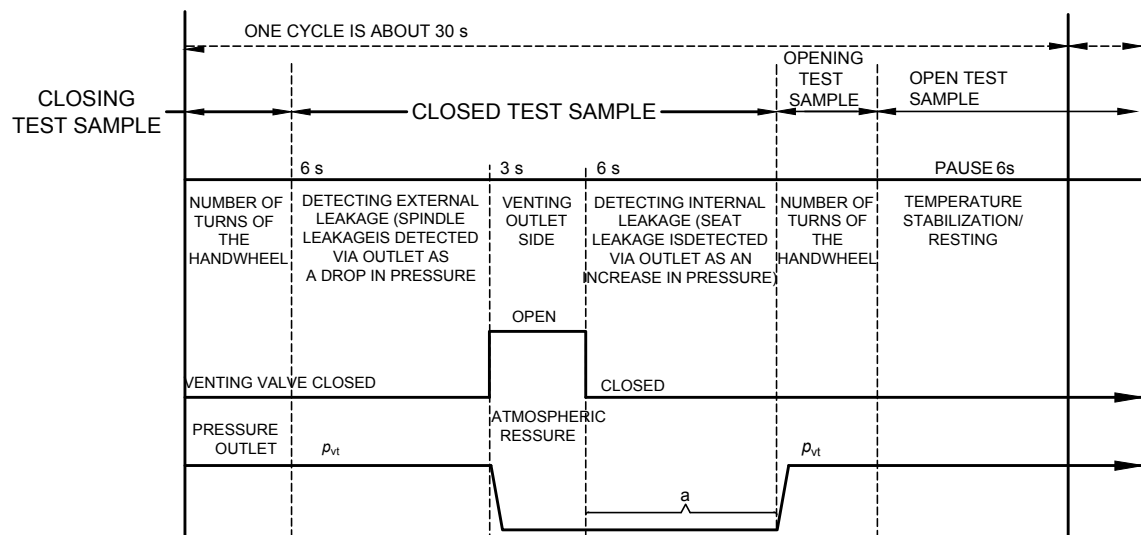 ONE CYCLE IS ABOUT 30 s
OPENING
TEST
SAMPLE
OPEN TEST
SAMPLE
CLOSING
TEST SAMPLE
CLOSED TEST SAMPLE
6 s
3 s
6 s
PAUSE 6s
NUMBER OF
TURNS OF
THE
HANDWHEEL
DETECTING EXTERNAL
LEAKAGE (SPINDLE
LEAKAGEIS DETECTED
VIA OUTLET AS
A DROP IN PRESSURE
VENTING
OUTLET
SIDE
DETECTING INTERNAL
LEAKAGE (SEAT
LEAKAGE ISDETECTED
VIA OUTLET AS AN
INCREASE IN PRESSURE)
NUMBER OF
TURNS OF
THE
HANDWHEEL
TEMPERATURE
STABILIZATION/
RESTING
OPEN
VENTING VALVE CLOSED
CLOSED
ATMOSPHERIC
RESSURE
PRESSURE
OUTLET
pvt
pvt
a